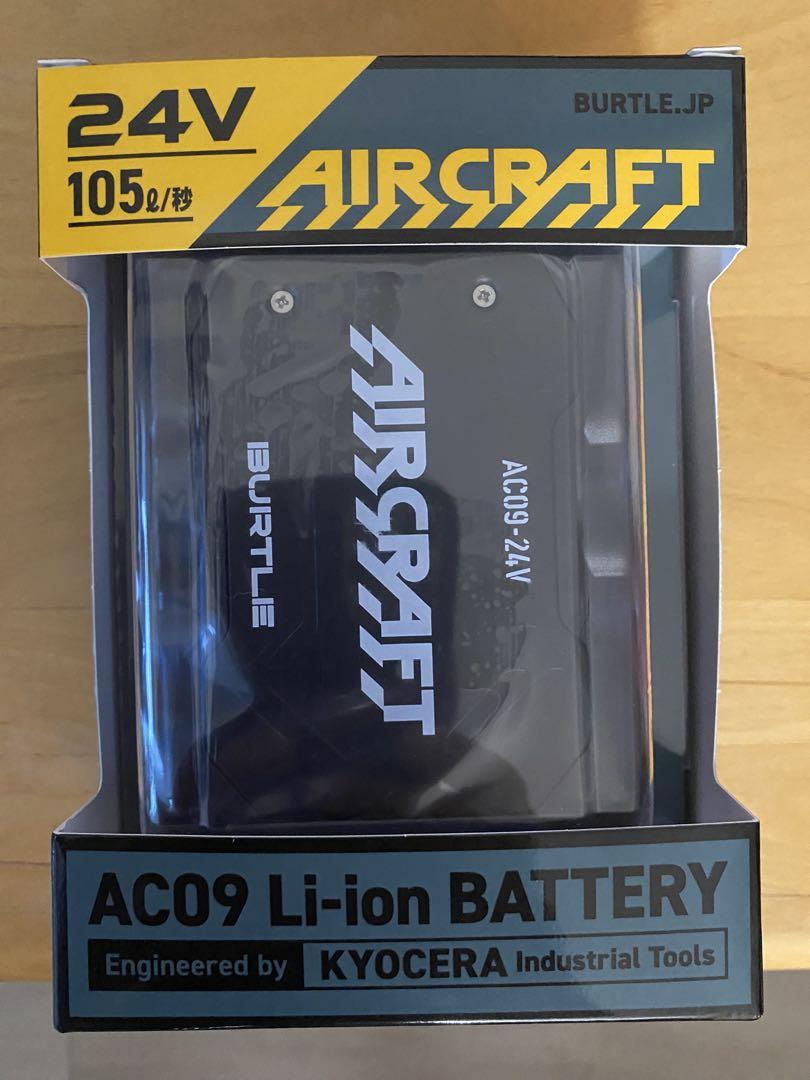 24V
105ℓ/秒
BURTLE.JP
AIRCRAFT
AIRCRAFT
BURTLE
AC09-24V
AC09 Li-ion BATTERY
Engineered by KYOCERA Industrial Tools